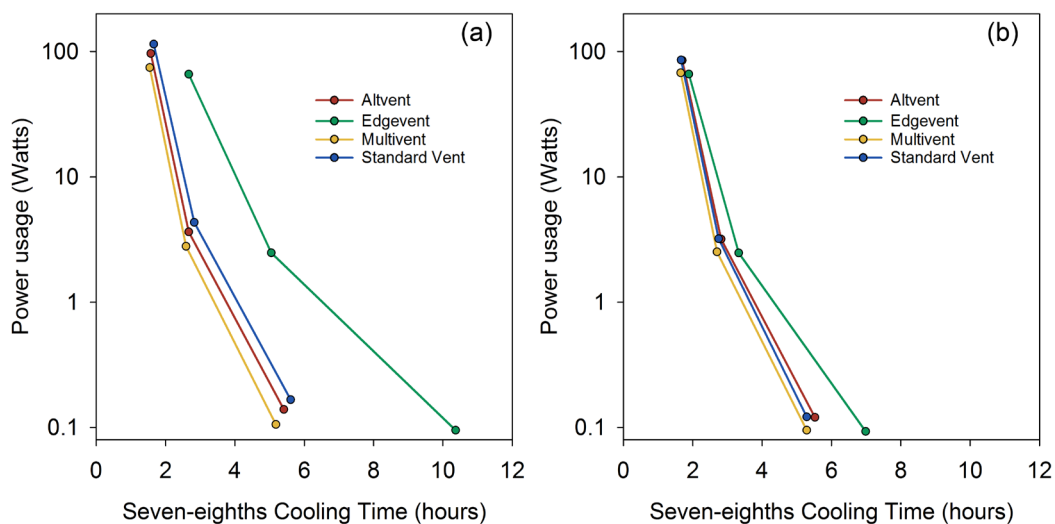 (a)
100
10
1
0.1
Power usage (Watts)
Altvent
Edgevent
Multivent
Standard Vent
0 2 4 6 8 10 12
Seven-eighths Cooling Time (hours)
(b)
100
10
1
0.1
Power usage (Watts)
Altvent
Edgevent
Multivent
Standard Vent
0 2 4 6 8 10 12
Seven-eighths Cooling Time (hours)